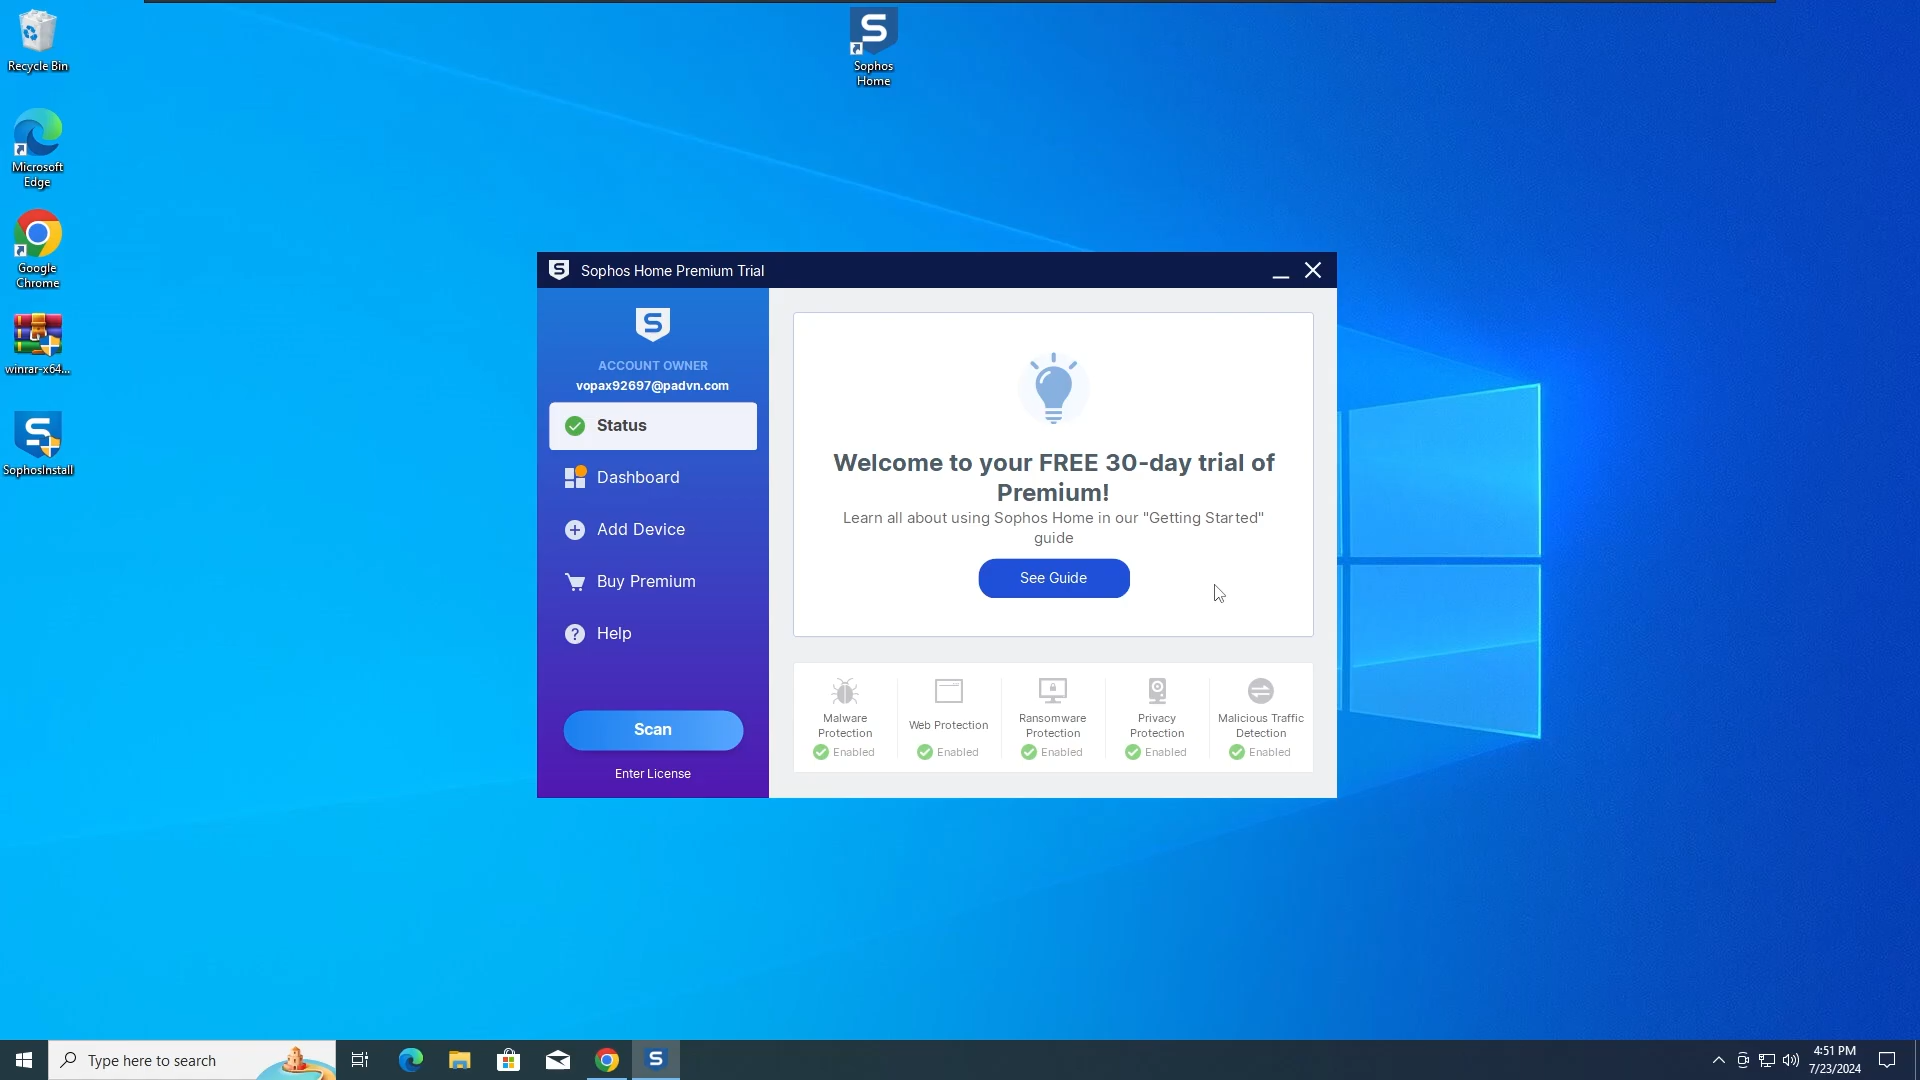 Recycle Bin
Microsoft
Edge
Google
Chrome
winrar-x64...
SophosInstall
S
Sophos
Home
Sophos Home Premium Trial
S
ACCOUNT OWNER
vopax92697@padvn.com
Status
Dashboard
Add Device
Buy Premium
Help
Scan
Enter License
Welcome to your FREE 30-day trial of
Premium!
Learn all about using Sophos Home in our "Getting Started"
guide
See Guide
Malware
Protection
Enabled
Web Protection
Enabled
Ransomware
Protection
Enabled
Privacy
Protection
Enabled
Malicious Traffic
Detection
Enabled
Type here to search
4:51 PM
7/23/2024